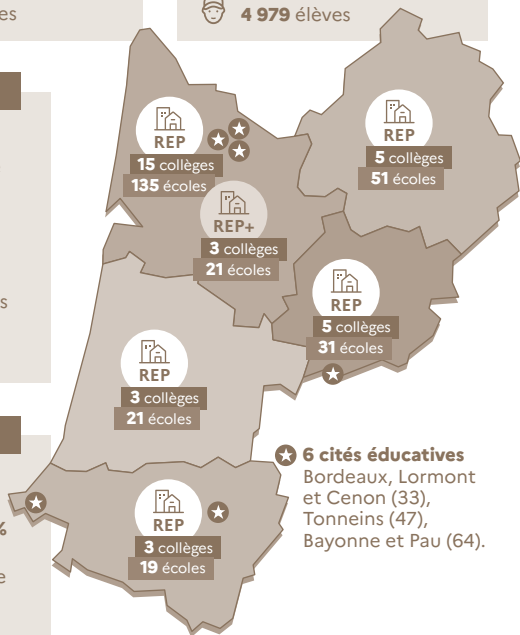 es
4 979 élèves
REP
15 collèges
135 écoles
REP
5 collèges
51 écoles
REP+
3 collèges
21 écoles
REP
5 collèges
31 écoles
s
REP
3 collèges
21 écoles
6 cités éducatives
Bordeaux, Lormont
et Cenon (33),
Tonneins (47),
Bayonne et Pau (64).
REP
3 collèges
19 écoles
%
e